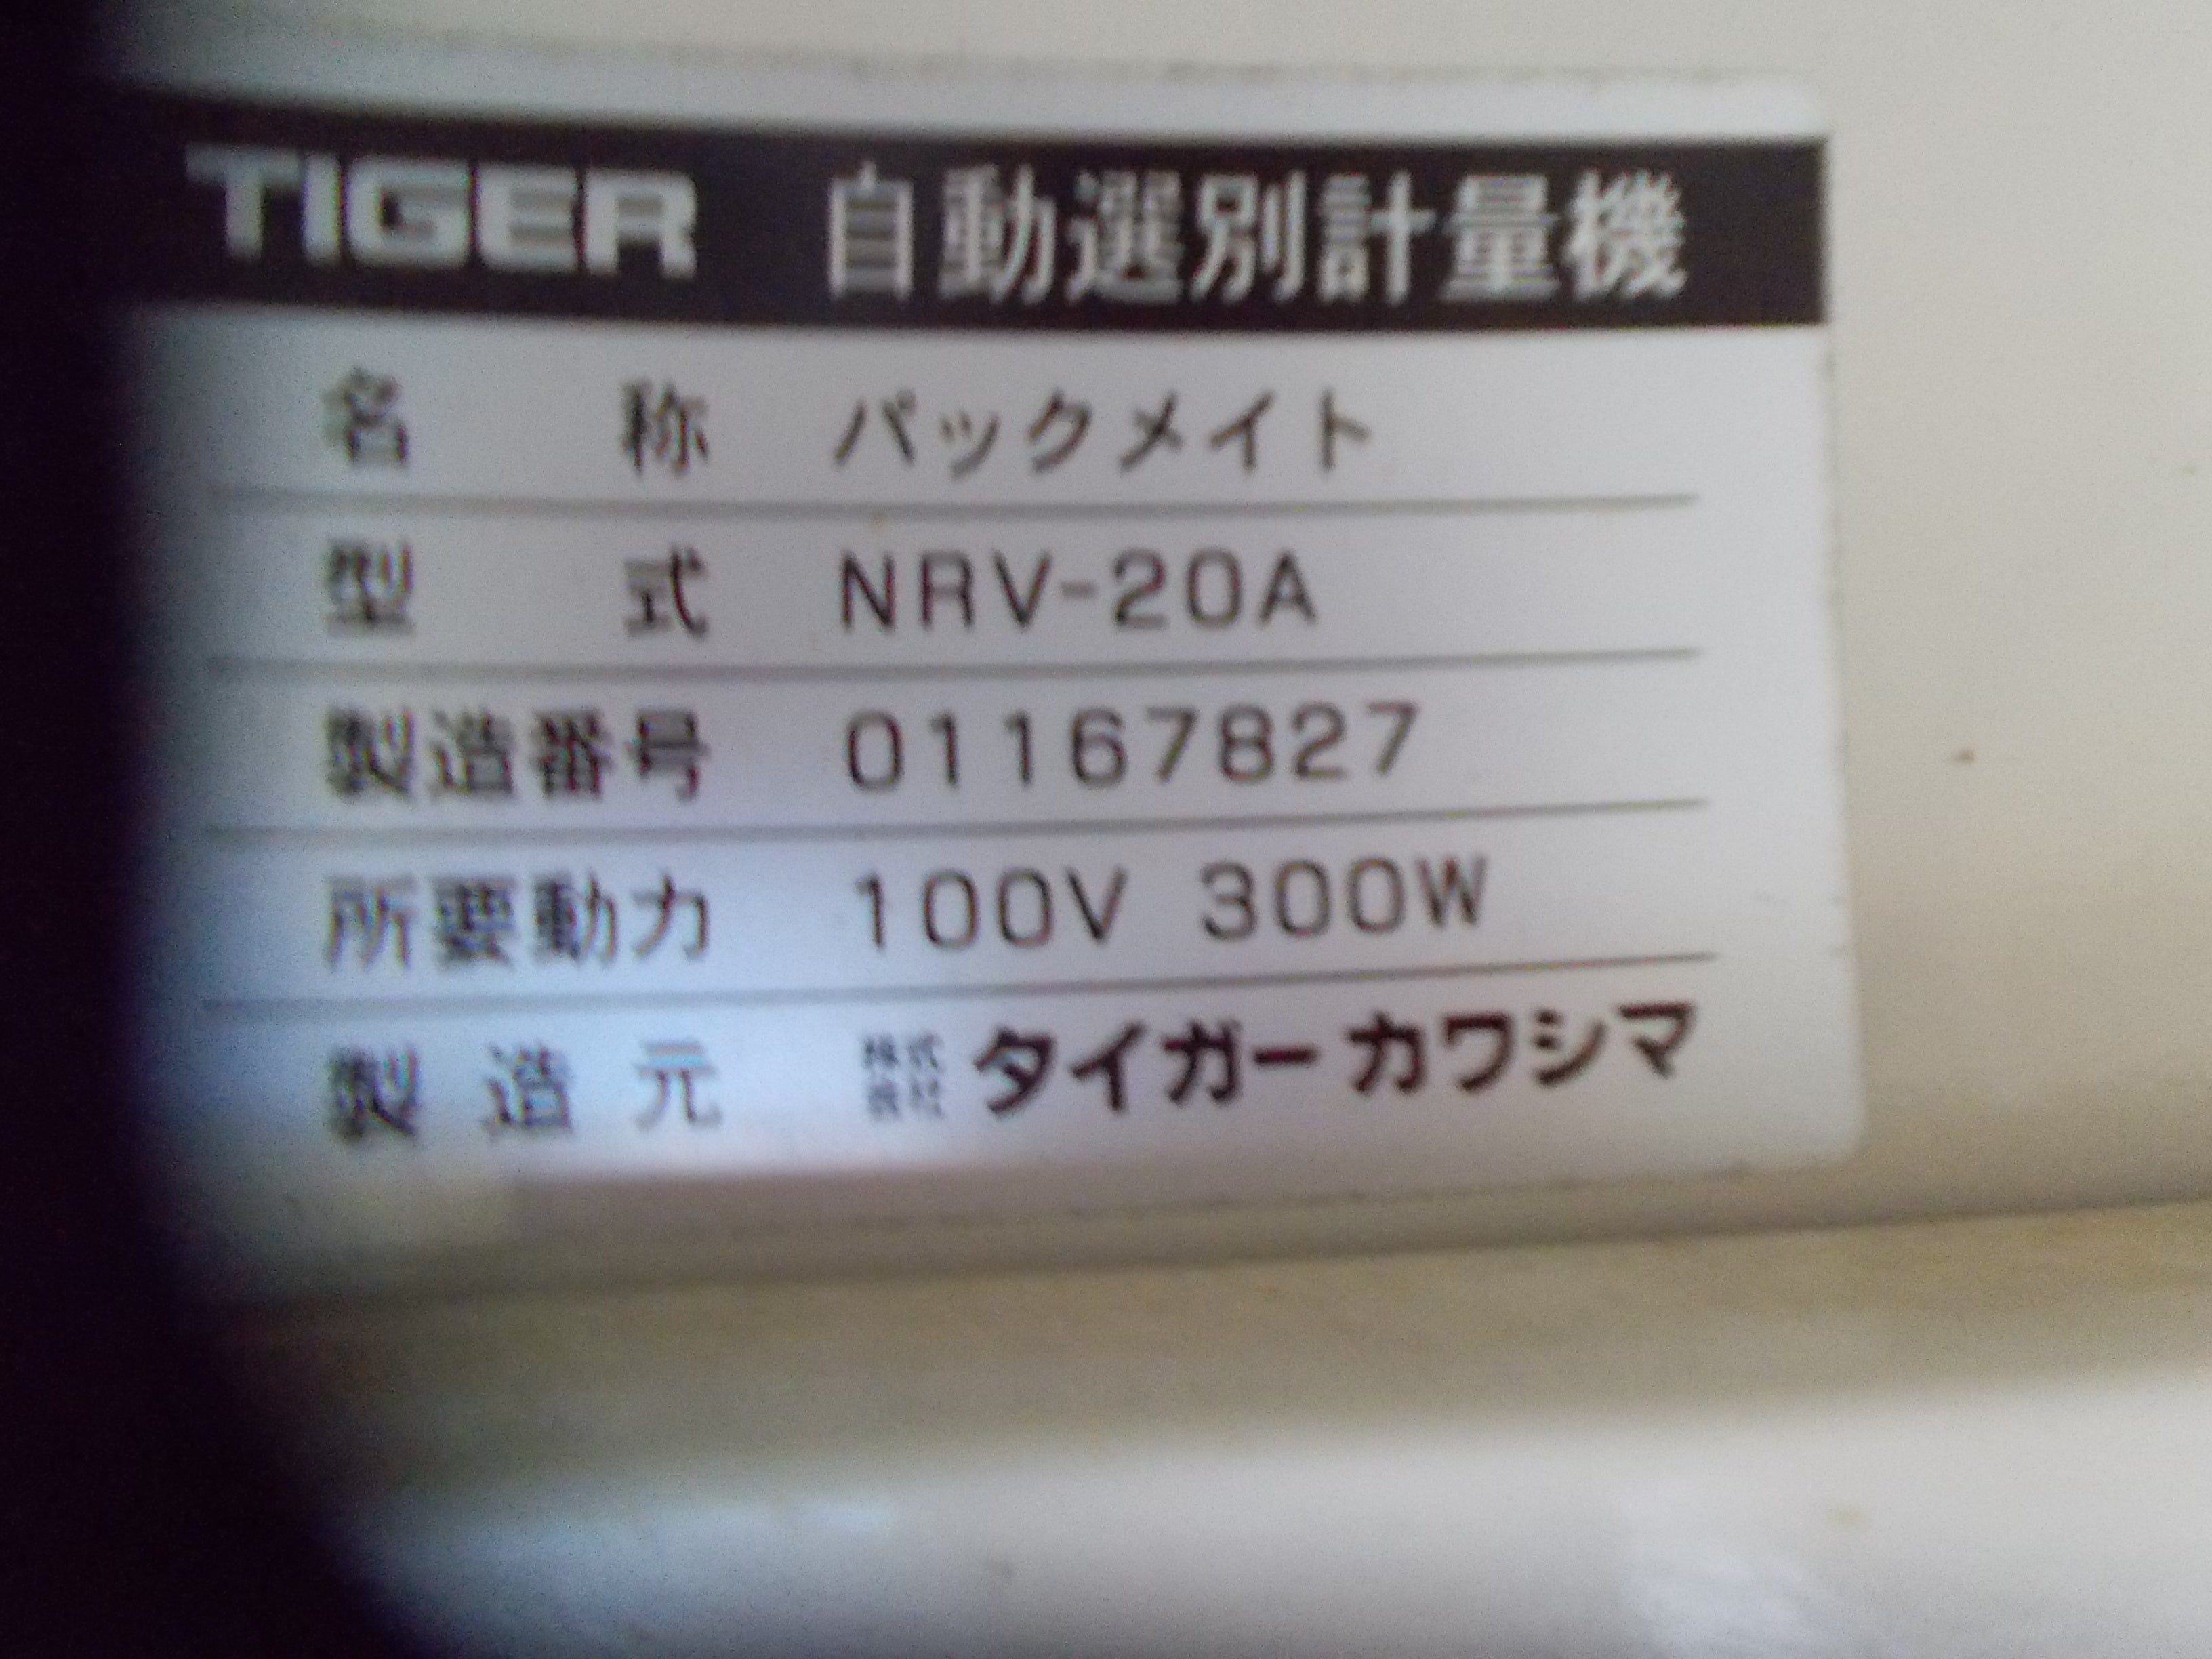 TIGER 自動選別計量機
名称 パックメイト
型式 NRV-20A
製造番号 01167827
所要動力 100V 300W
製造元 株式会社 タイガーカワシマ